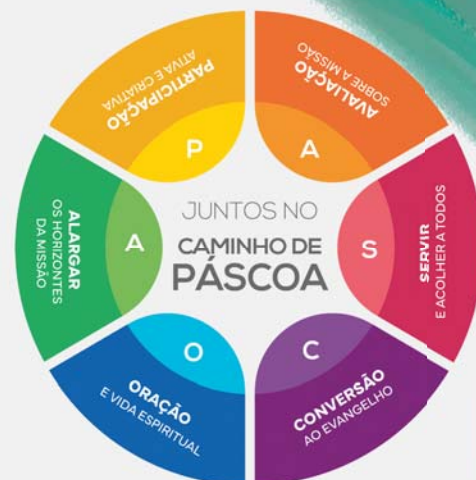 PARTICIPAÇÃO
ATIVA E CRIATIVA
P
AVALIAÇÃO
SOBRE A MISSÃO
A
SERVIR
E ACOLHER A TODOS
S
CONVERSÃO
AO EVANGELHO
C
ORAÇÃO
E VIDA ESPIRITUAL
O
ALARGAR
OS HORIZONTES
DA MISSÃO
A
JUNTOS NO
CAMINHO DE
PÁSCOA